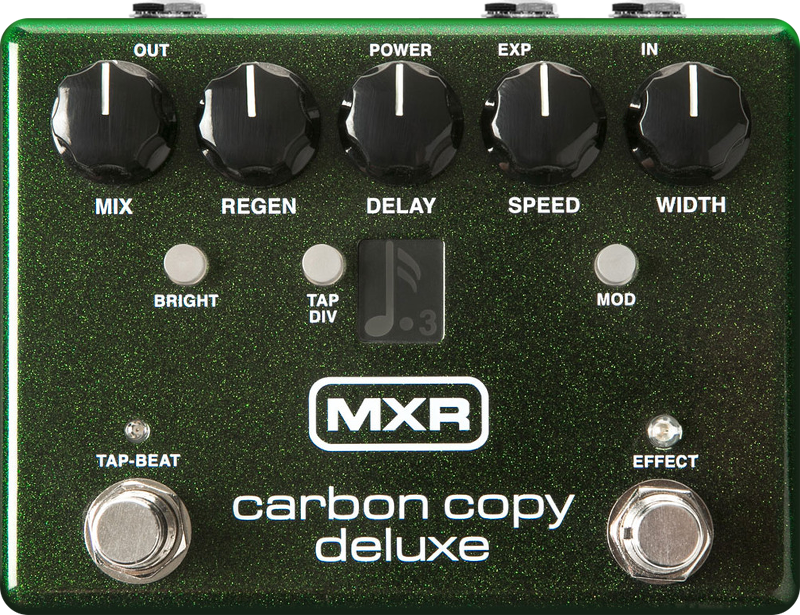 OUT POWER EXP IN
MIX REGEN DELAY SPEED WIDTH
BRIGHT TAP DIV .3 MOD
MXR
TAP-BEAT EFFECT
carbon copy
deluxe